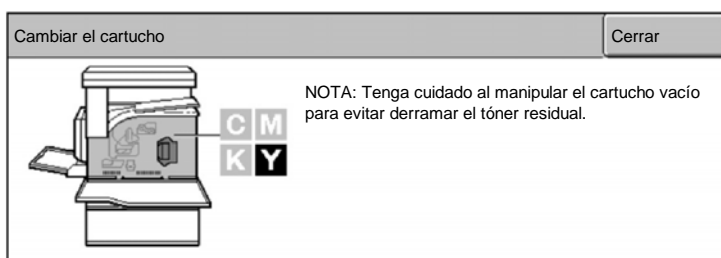 Cambiar el cartucho
Cerrar
NOTA: Tenga cuidado al manipular el cartucho vacío
para evitar derramar el tóner residual.
C M
K Y